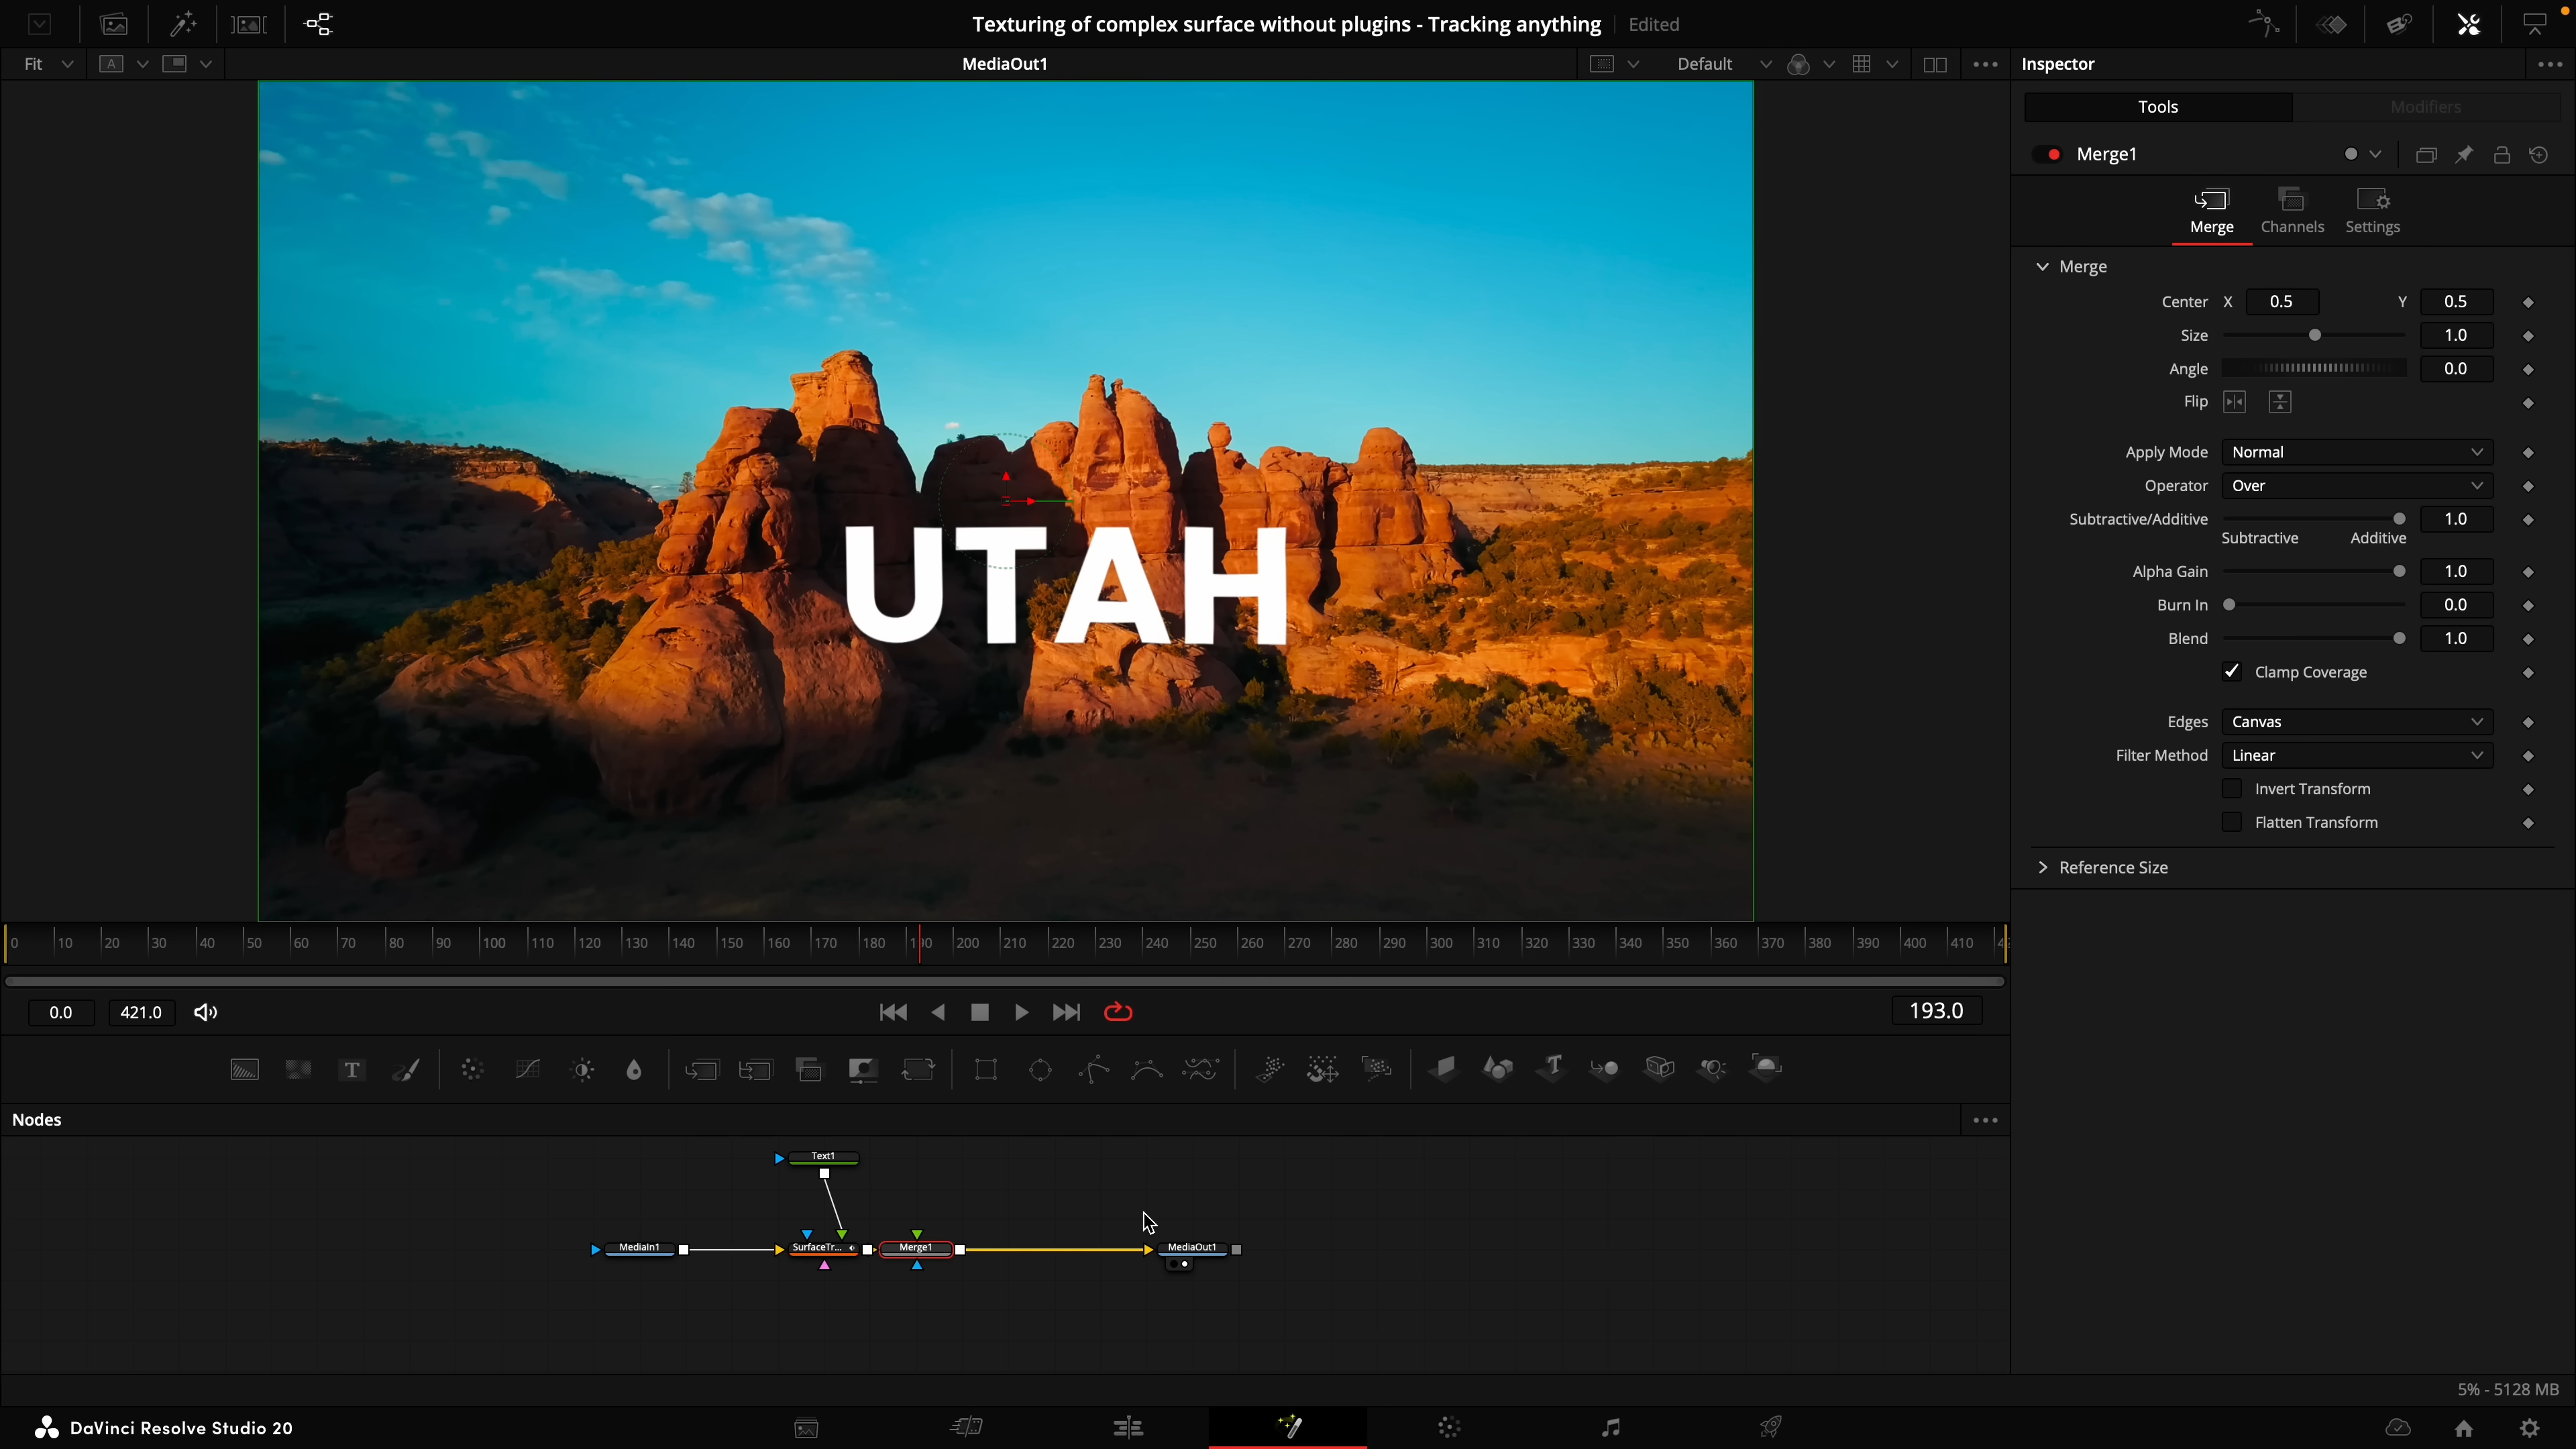 Texturing of complex surface without plugins - Tracking anything Edited
Fit A MediaOut1 Default Inspector
Tools Modifiers
Merge1
Merge Channels Settings
Merge
Center X 0.5 Y 0.5
Size 1.0
Angle 0.0
Flip
Apply Mode Normal
Operator Over
Subtractive/Additive 1.0
Subtractive Additive
Alpha Gain 1.0
Burn In 0.0
Blend 1.0
Clamp Coverage
Edges Canvas
Filter Method Linear
Invert Transform
Flatten Transform
Reference Size
UTAH
0 10 20 30 40 50 60 70 80 90 100 110 120 130 140 150 160 170 180 190 200 210 220 230 240 250 260 270 280 290 300 310 320 330 340 350 360 370 380 390 400 410
0.0 421.0 193.0
T T
Nodes
Text1
MediaIn1 SurfaceTr... Merge1 MediaOut1
5% - 5128 MB
DaVinci Resolve Studio 20